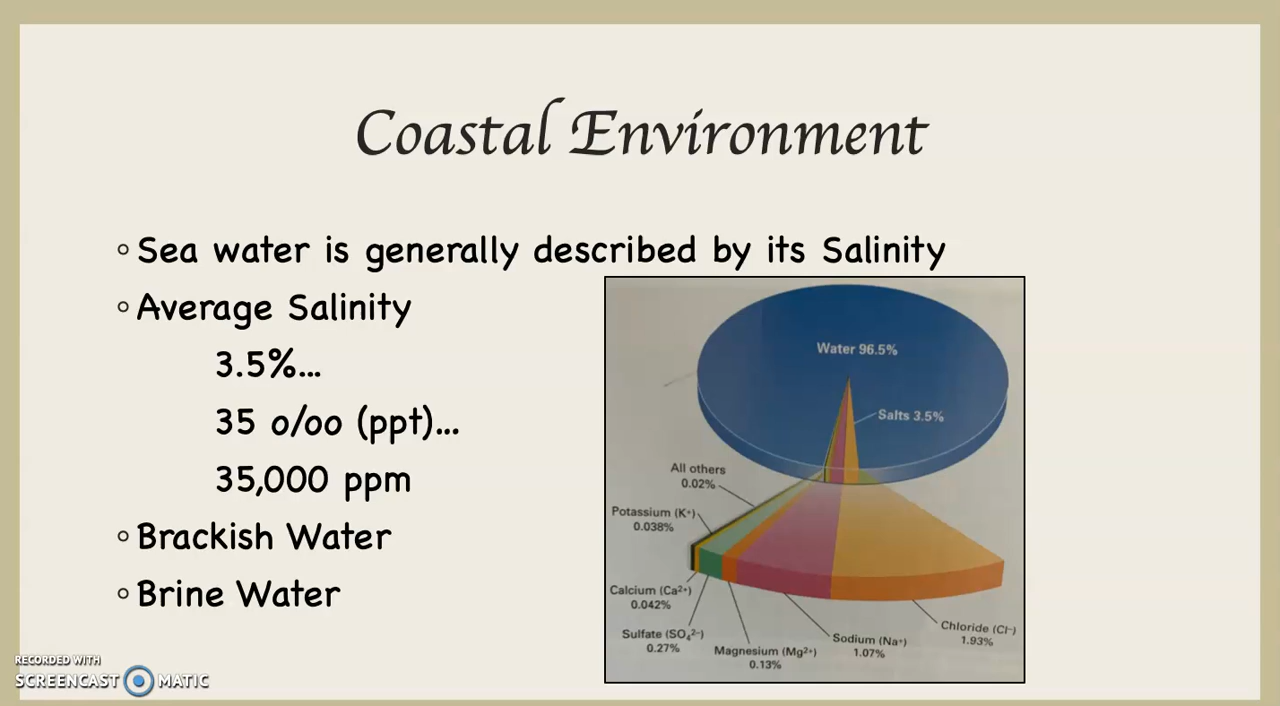 Coastal Environment
◦ Sea water is generally described by its Salinity
◦ Average Salinity
3.5%...
35 o/oo (ppt)...
35,000 ppm
◦ Brackish Water
◦ Brine Water
Water 96.5%
Salts 3.5%
All others
0.02%
Potassium (K⁺)
0.038%
Calcium (Ca²⁺)
0.042%
Sulfate (SO₄²⁻)
0.27%
Magnesium (Mg²⁺)
0.13%
Sodium (Na⁺)
1.07%
Chloride (Cl⁻)
1.93%
RECORDED WITH
SCREENCAST MATIC